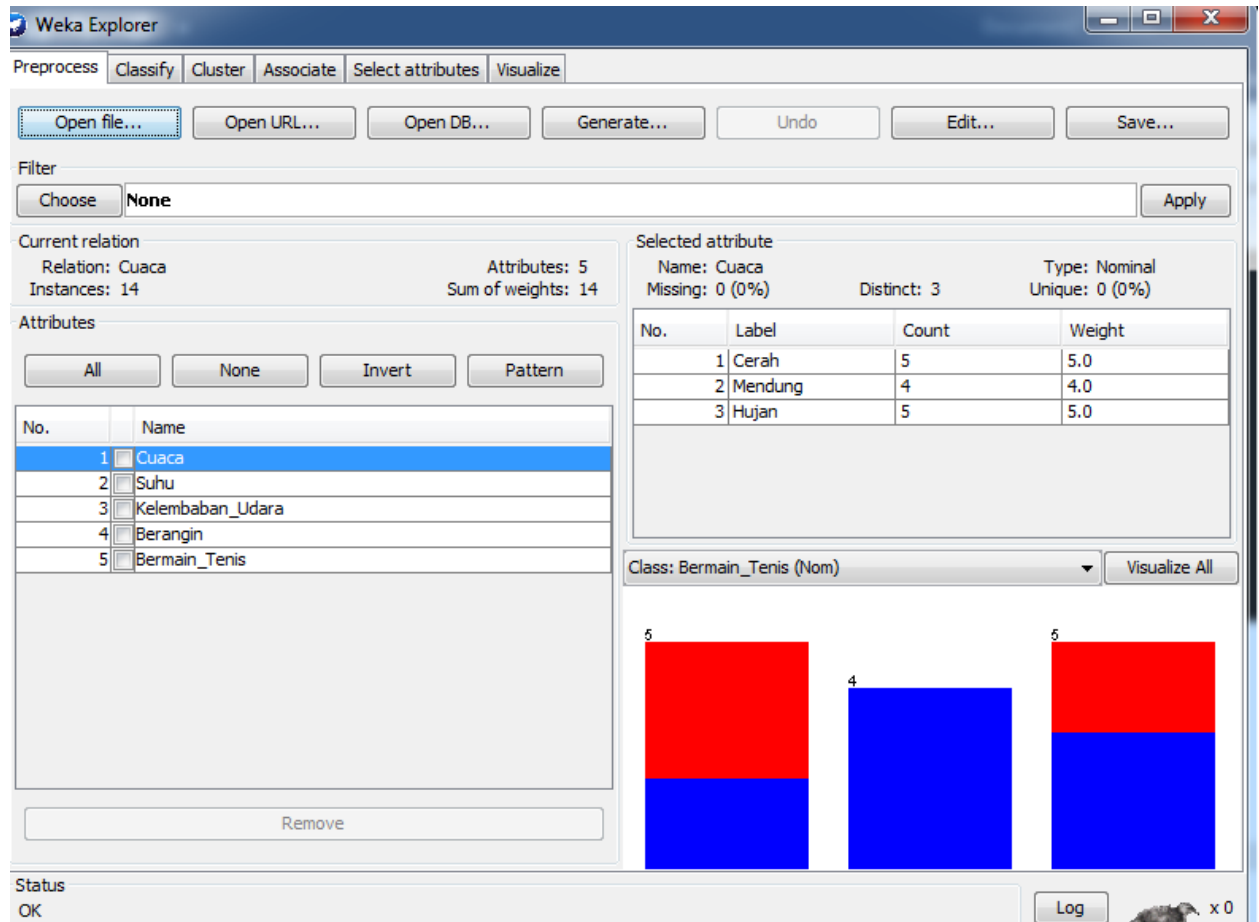 Weka Explorer
Preprocess Classify Cluster Associate Select attributes Visualize
Open file... Open URL... Open DB... Generate... Undo Edit... Save...
Filter
Choose None Apply
Current relation
Relation: Cuaca Attributes: 5
Instances: 14 Sum of weights: 14
Attributes
All None Invert Pattern
No. Name
1 Cuaca
2 Suhu
3 Kelembaban_Udara
4 Berangin
5 Bermain_Tenis
Remove
Selected attribute
Name: Cuaca Type: Nominal
Missing: 0 (0%) Distinct: 3 Unique: 0 (0%)
No. Label Count Weight
1 Cerah 5 5.0
2 Mendung 4 4.0
3 Hujan 5 5.0
Class: Bermain_Tenis (Nom) Visualize All
5 4 5
Status
OK Log x 0